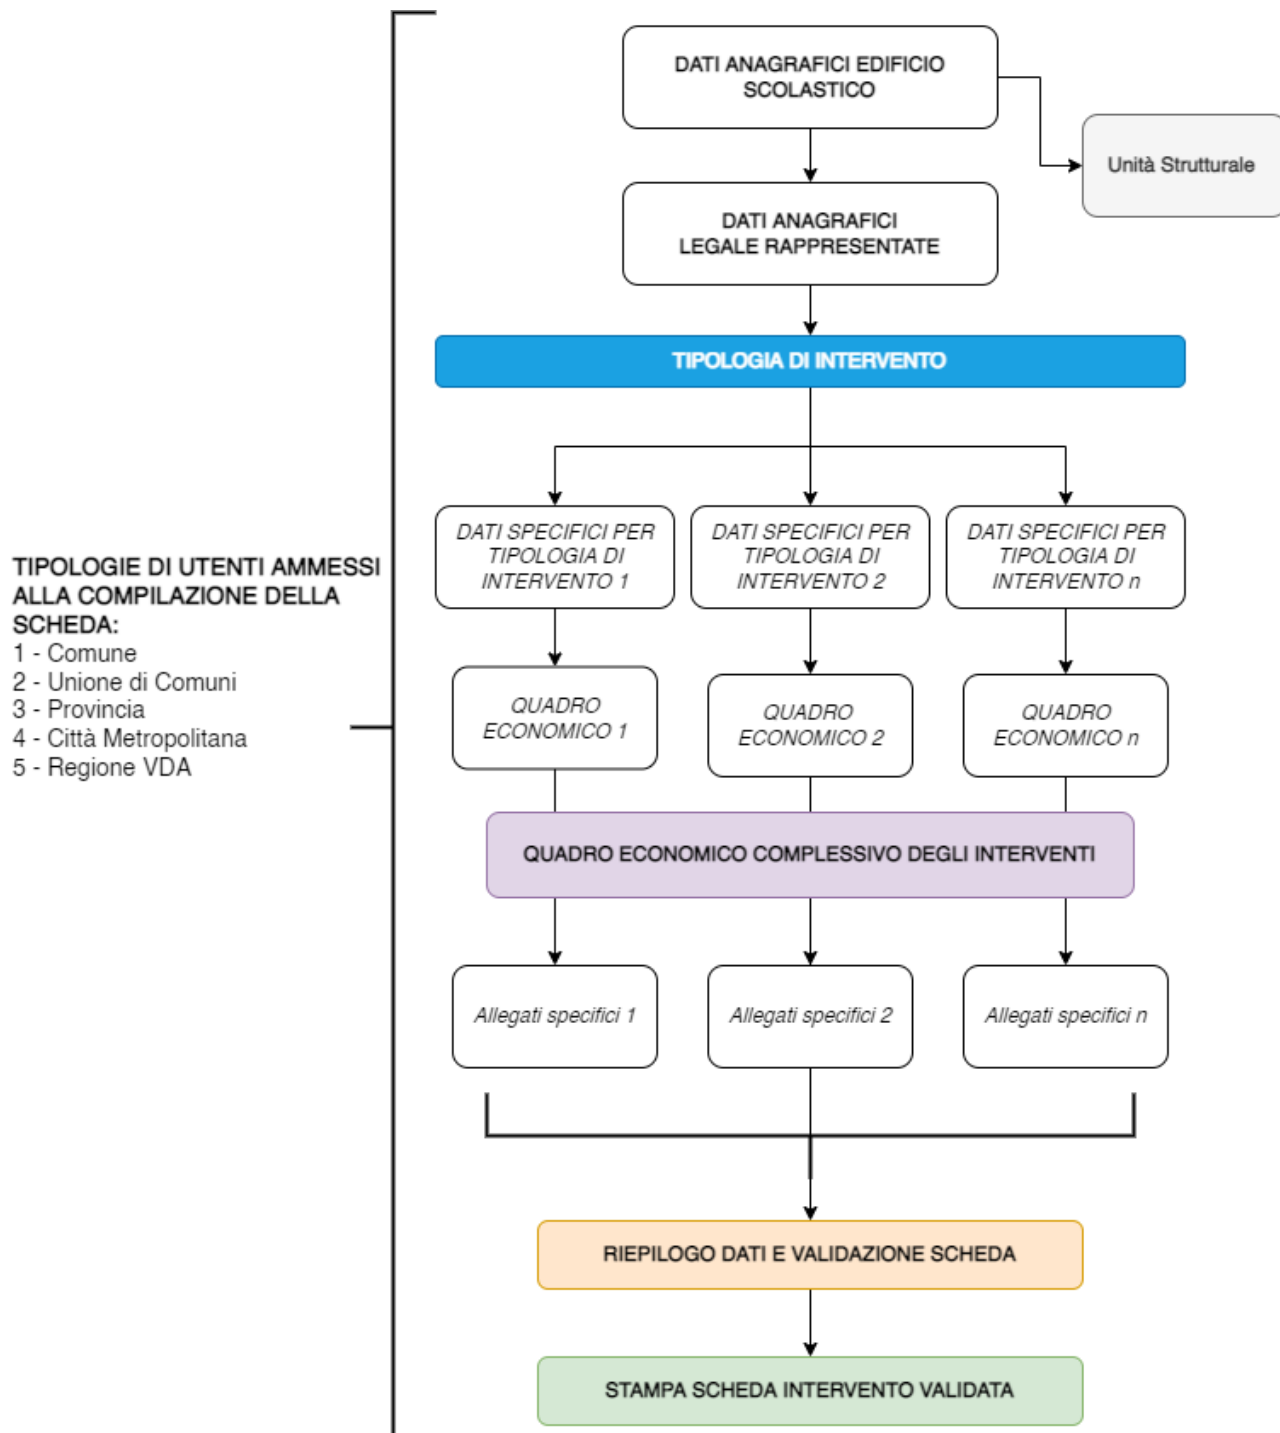 DATI ANAGRAFICI EDIFICIO
SCOLASTICO
Unità Strutturale
DATI ANAGRAFICI
LEGALE RAPPRESENTATE
TIPOLOGIA DI INTERVENTO
DATI SPECIFICI PER
TIPOLOGIA DI
INTERVENTO 1
DATI SPECIFICI PER
TIPOLOGIA DI
INTERVENTO 2
DATI SPECIFICI PER
TIPOLOGIA DI
INTERVENTO n
TIPOLOGIE DI UTENTI AMMESSI
ALLA COMPILAZIONE DELLA
SCHEDA:
1 - Comune
2 - Unione di Comuni
3 - Provincia
4 - Città Metropolitana
5 - Regione VDA
QUADRO
ECONOMICO 1
QUADRO
ECONOMICO 2
QUADRO
ECONOMICO n
QUADRO ECONOMICO COMPLESSIVO DEGLI INTERVENTI
Allegati specifici 1
Allegati specifici 2
Allegati specifici n
RIEPILOGO DATI E VALIDAZIONE SCHEDA
STAMPA SCHEDA INTERVENTO VALIDATA